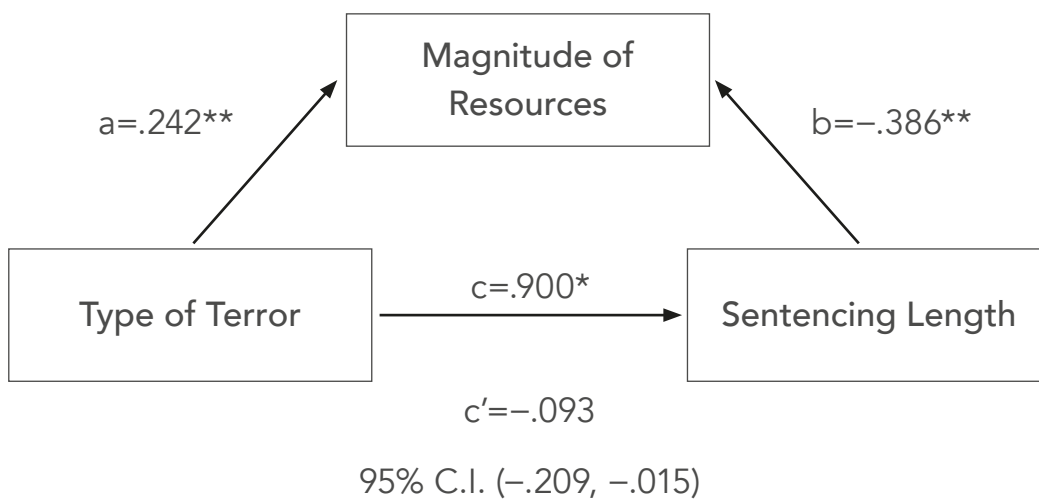 Magnitude of
Resources
a=.242**
b=−.386**
Type of Terror
c=.900*
Sentencing Length
c′=−.093
95% C.I. (−.209, −.015)